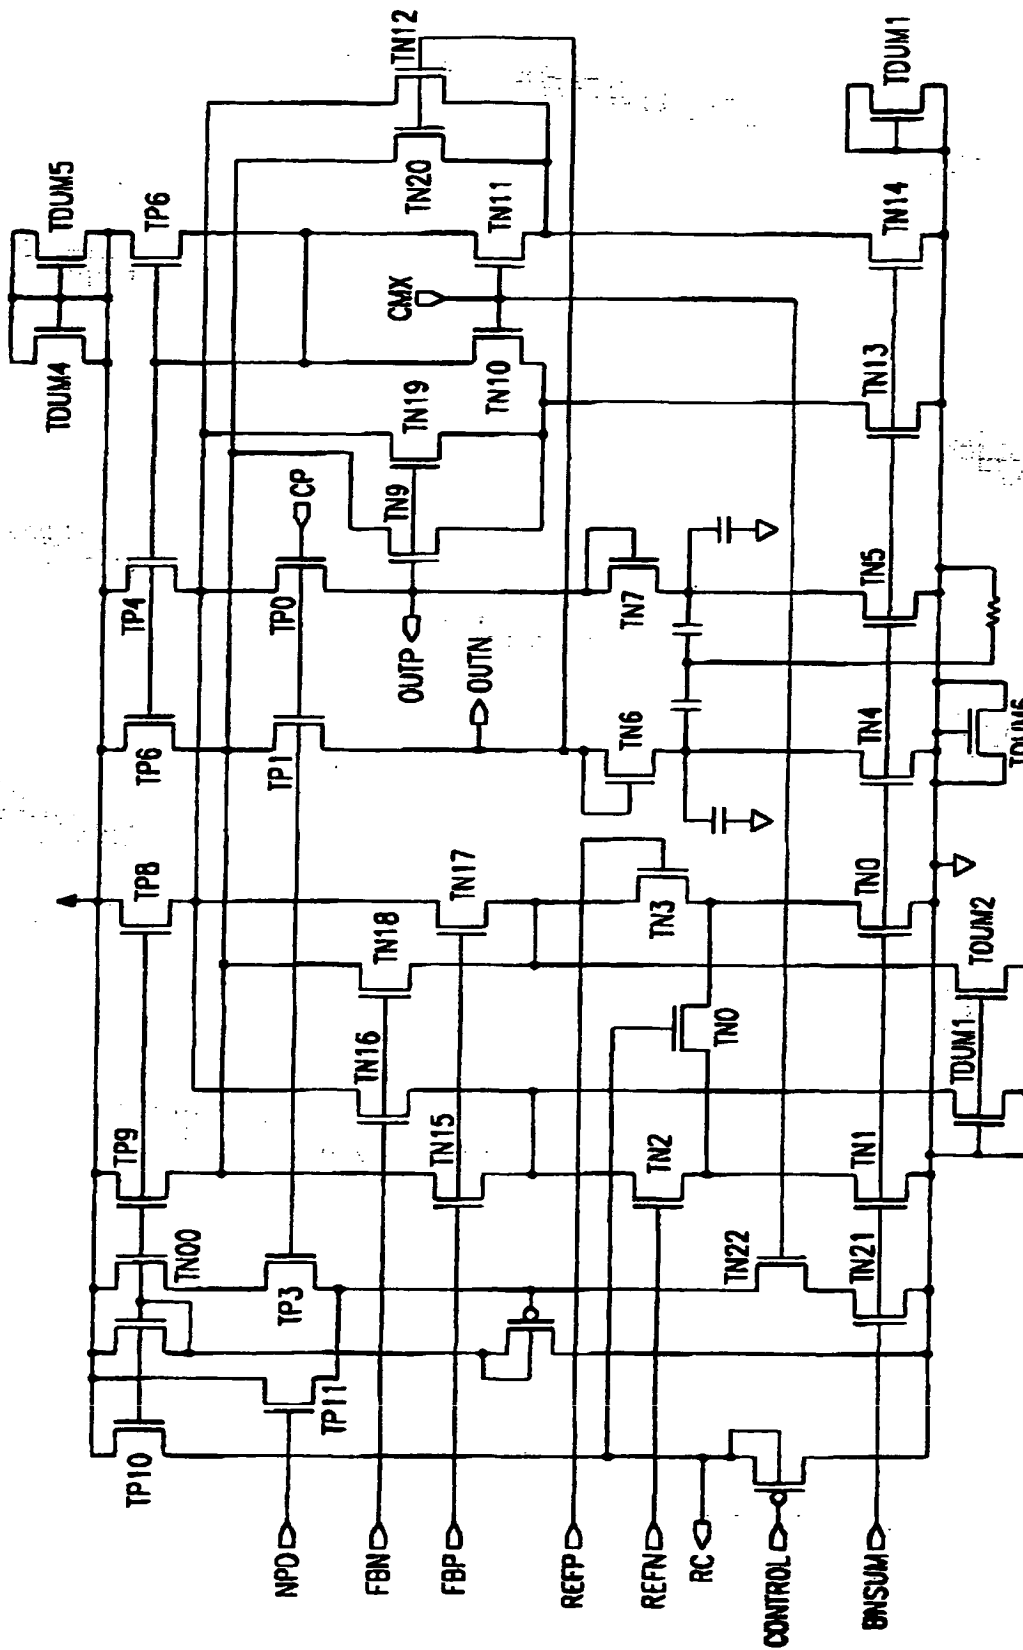 TN12
TDUM1
TDUM5
TP6
TN20
TN11
TN14
CMX
TDUM4
TN10
TN13
TN19
CP
TN9
TP4
TP0
OUTP
OUTN
TN7
TN5
TP6
TP1
TN6
TN4
TDUM6
TP8
TN17
TN3
TN0
TN18
TDUM2
TN16
TN0
TDUM1
TP9
TN15
TN2
TN1
TN00
TP3
TN22
TN21
TP11
TP10
NPD
FBN
FBP
REFP
REFN
RC
CONTROL
BNSUM